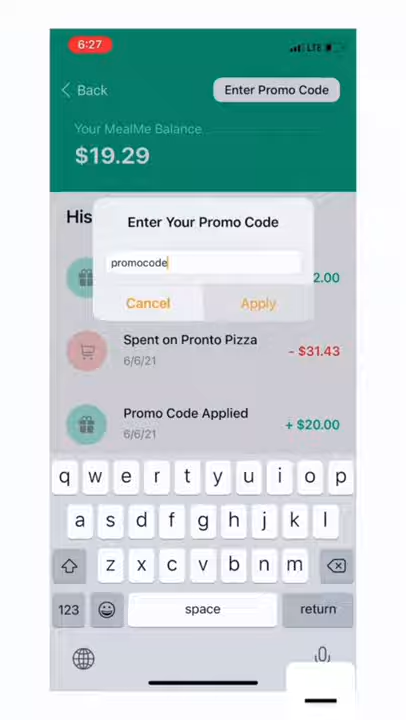 6:27
LTE
Back
Enter Promo Code
Your MealMe Balance
$19.29
His
Enter Your Promo Code
promocode
2.00
Cancel
Apply
Spent on Pronto Pizza
- $31.43
6/6/21
Promo Code Applied
+ $20.00
6/6/21
q w e r t y u i o p
a s d f g h j k l
z x c v b n m
123
space
return